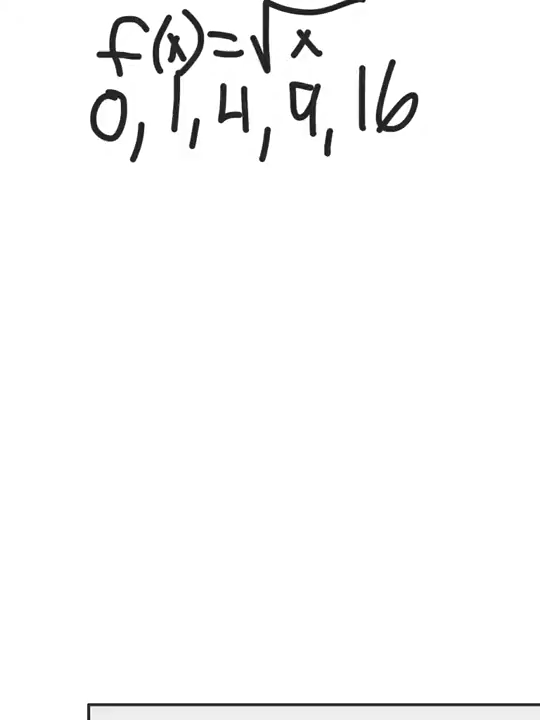 f(x)=√x
0, 1, 4, 9, 16